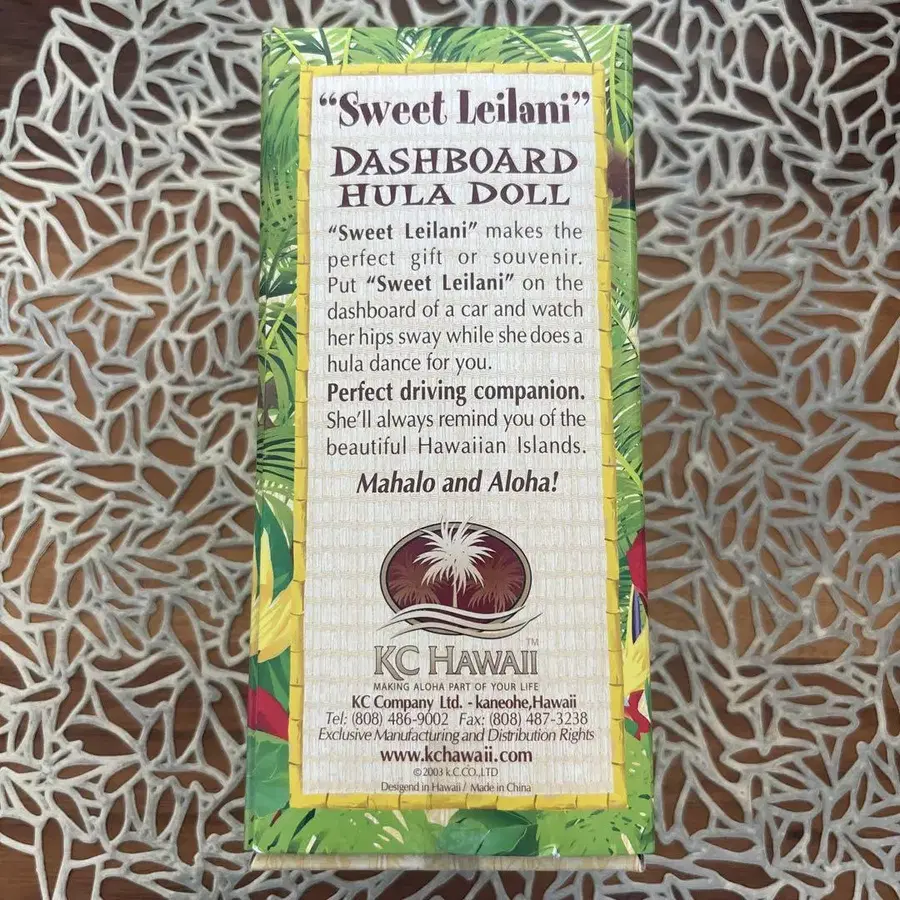 "Sweet Leilani"
DASHBOARD
HULA DOLL
"Sweet Leilani" makes the
perfect gift or souvenir.
Put "Sweet Leilani" on the
dashboard of a car and watch
her hips sway while she does a
hula dance for you.
Perfect driving companion.
She'll always remind you of the
beautiful Hawaiian Islands.
Mahalo and Aloha!
KC HAWAII™
MAKING ALOHA PART OF YOUR LIFE
KC Company Ltd. - kaneohe,Hawaii
Tel: (808) 486-9002 Fax: (808) 487-3238
Exclusive Manufacturing and Distribution Rights
www.kchawaii.com
©2003 k.C.CO.,LTD
Desigend in Hawaii / Made in China